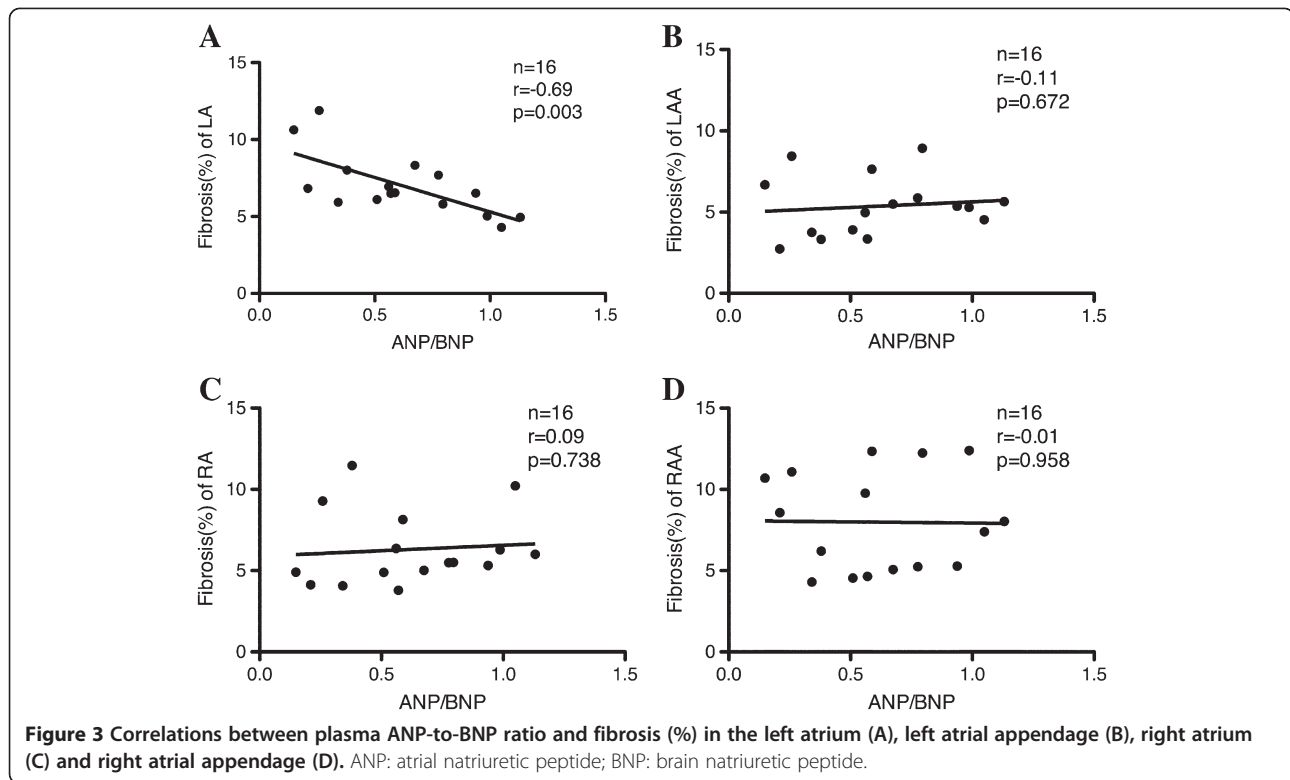 A
15
10
5
0
Fibrosis(%) of LA
n=16
r=-0.69
p=0.003
0.0 0.5 1.0 1.5
ANP/BNP
B
15
10
5
0
Fibrosis(%) of LAA
n=16
r=-0.11
p=0.672
0.0 0.5 1.0 1.5
ANP/BNP
C
15
10
5
0
Fibrosis(%) of RA
n=16
r=0.09
p=0.738
0.0 0.5 1.0 1.5
ANP/BNP
D
15
10
5
0
Fibrosis(%) of RAA
n=16
r=-0.01
p=0.958
0.0 0.5 1.0 1.5
ANP/BNP
Figure 3 Correlations between plasma ANP-to-BNP ratio and fibrosis (%) in the left atrium (A), left atrial appendage (B), right atrium
(C) and right atrial appendage (D). ANP: atrial natriuretic peptide; BNP: brain natriuretic peptide.